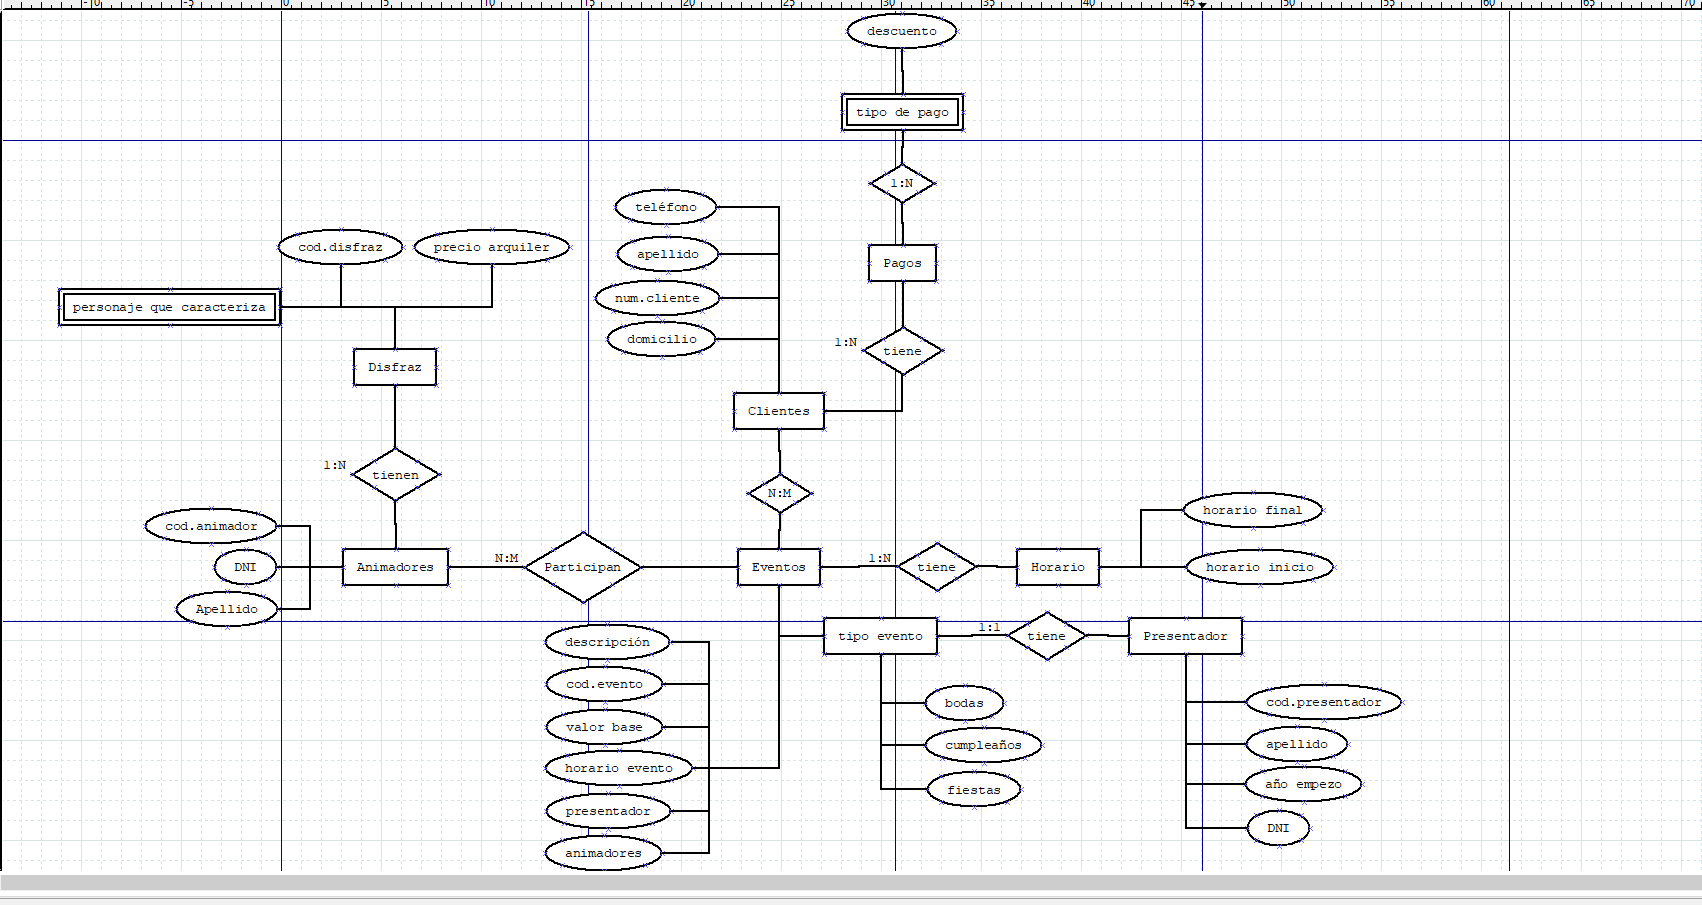 -10 -5 0 5 10 15 20 25 30 35 40 45 50 55 60 65 70
descuento
tipo de pago
1:N
Pagos
1:N
tiene
teléfono
apellido
num.cliente
domicilio
Clientes
N:M
cod.disfraz
precio arquiler
personaje que caracteriza
Disfraz
1:N
tienen
cod.animador
DNI
Apellido
Animadores
N:M
Participan
Eventos
1:N
tiene
Horario
horario final
horario inicio
tipo evento
1:1
tiene
Presentador
descripción
cod.evento
valor base
horario evento
presentador
animadores
bodas
cumpleaños
fiestas
cod.presentador
apellido
año empezo
DNI